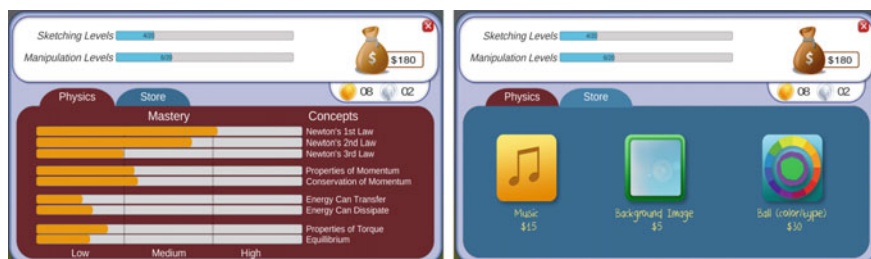 Sketching Levels
Manipulation Levels
$
$180
08
02
Physics
Store
Mastery
Concepts
Newton's 1st Law
Newton's 2nd Law
Newton's 3rd Law
Properties of Momentum
Conservation of Momentum
Energy Can Transfer
Energy Can Dissipate
Properties of Torque
Equillibrium
Low
Medium
High
Sketching Levels
Manipulation Levels
$
$180
08
02
Physics
Store
Music
$15
Background Image
$5
Ball (color/type)
$30